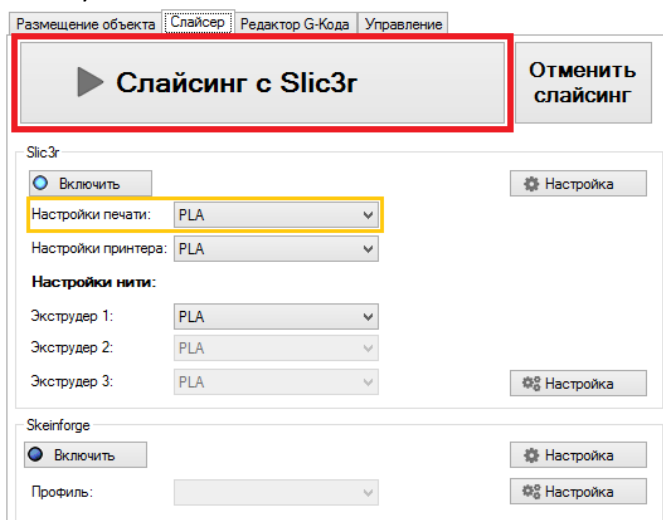 Размещение объекта Слайсер Редактор G-Кода Управление
Слайсинг с Slic3r
Отменить
слайсинг
Slic3r
Включить Настройка
Настройки печати: PLA
Настройки принтера: PLA
Настройки нити:
Экструдер 1: PLA
Экструдер 2: PLA
Экструдер 3: PLA Настройка
Skeinforge
Включить Настройка
Профиль: Настройка